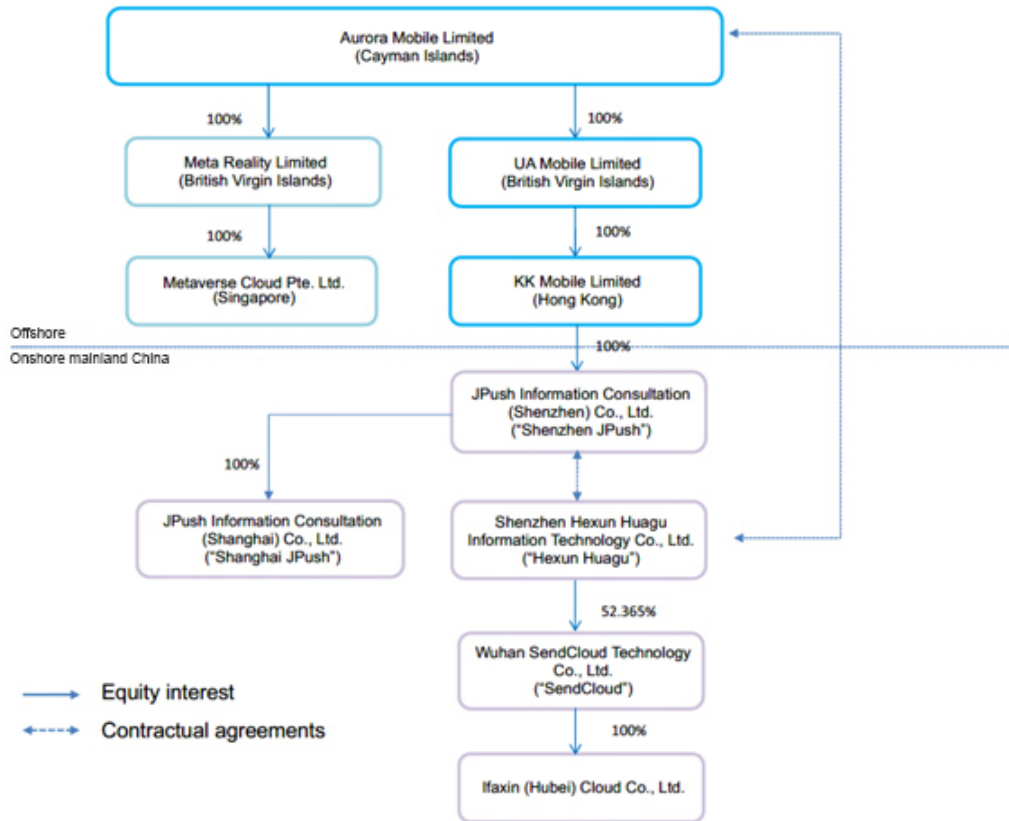 Aurora Mobile Limited
(Cayman Islands)
100%
100%
Meta Reality Limited
(British Virgin Islands)
UA Mobile Limited
(British Virgin Islands)
100%
100%
Metaverse Cloud Pte. Ltd.
(Singapore)
KK Mobile Limited
(Hong Kong)
Offshore
100%
Onshore mainland China
JPush Information Consultation
(Shenzhen) Co., Ltd.
("Shenzhen JPush")
100%
JPush Information Consultation
(Shanghai) Co., Ltd.
("Shanghai JPush")
Shenzhen Hexun Huagu
Information Technology Co., Ltd.
("Hexun Huagu")
52.365%
Wuhan SendCloud Technology
Co., Ltd.
("SendCloud")
Equity interest
Contractual agreements
100%
Ifaxin (Hubei) Cloud Co., Ltd.